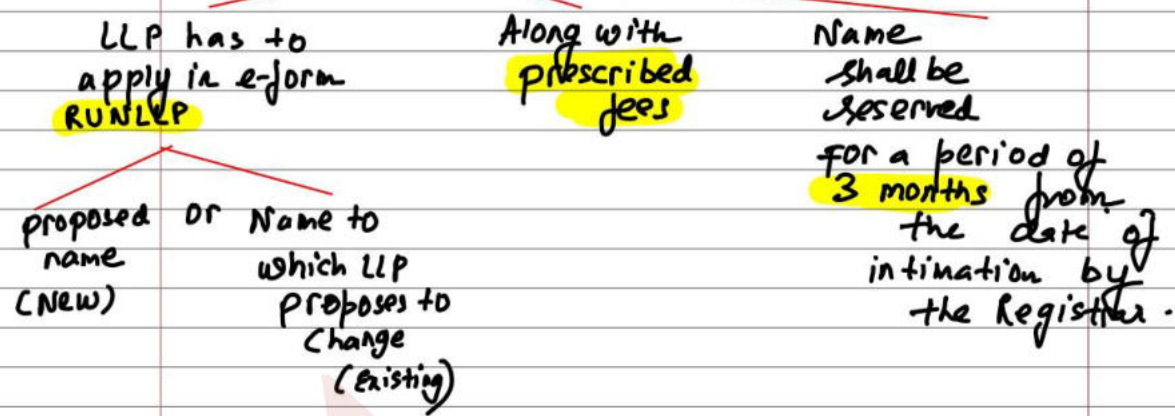 LLP has to
apply in e-form
RUNLLP
proposed or Name to
name which LLP
(New) proposes to
change
(Existing)
Along with
prescribed
fees
Name
shall be
reserved
For a period of
3 months from
the date of
intimation by
the Registrar.